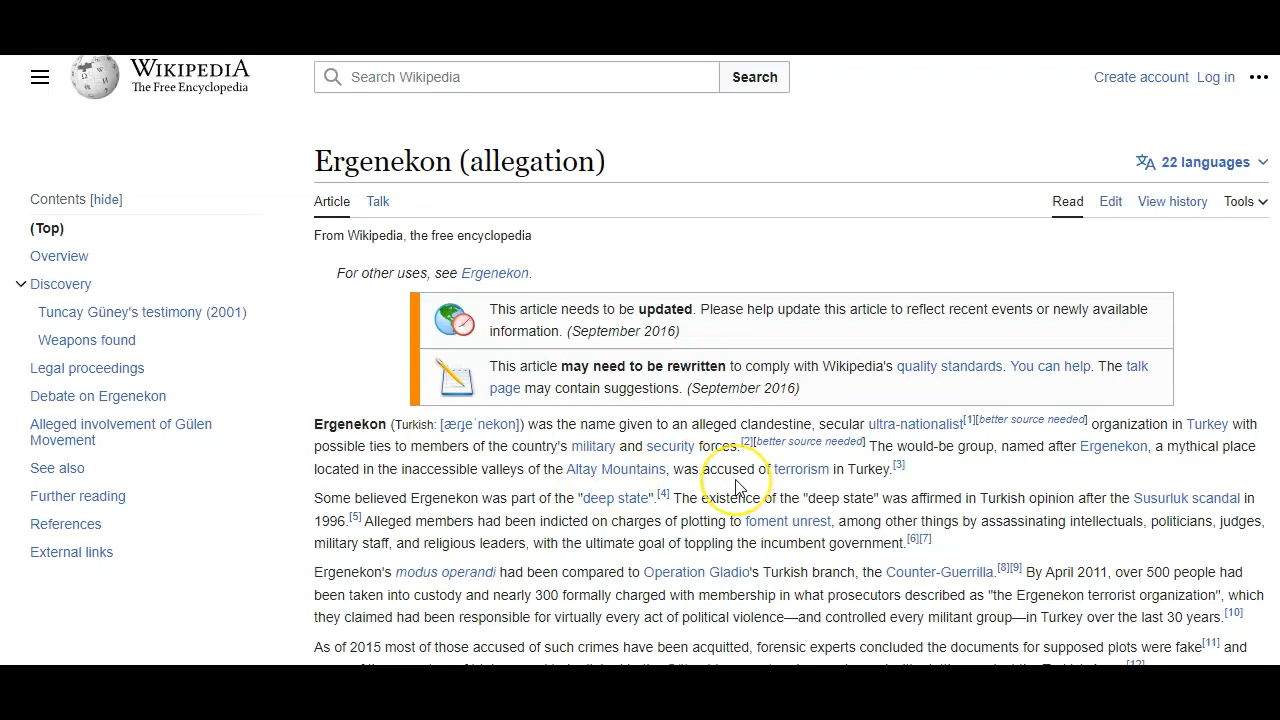 WIKIPEDIA
The Free Encyclopedia
Search Wikipedia
Search
Create account Log in
Ergenekon (allegation)
22 languages
Contents [hide]
Article Talk
Read Edit View history Tools
(Top)
From Wikipedia, the free encyclopedia
Overview
For other uses, see Ergenekon.
Discovery
Tuncay Güney's testimony (2001)
Weapons found
Legal proceedings
Debate on Ergenekon
Alleged involvement of Gülen
Movement
See also
Further reading
References
External links
This article needs to be updated. Please help update this article to reflect recent events or newly available
information. (September 2016)
This article may need to be rewritten to comply with Wikipedia's quality standards. You can help. The talk
page may contain suggestions. (September 2016)
Ergenekon (Turkish: [æɾɟeˈnekon]) was the name given to an alleged clandestine, secular ultra-nationalist[1][better source needed] organization in Turkey with
possible ties to members of the country's military and security forces.[2][better source needed] The would-be group, named after Ergenekon, a mythical place
located in the inaccessible valleys of the Altay Mountains, was accused of terrorism in Turkey.[3]
Some believed Ergenekon was part of the "deep state".[4] The existence of the "deep state" was affirmed in Turkish opinion after the Susurluk scandal in
1996.[5] Alleged members had been indicted on charges of plotting to foment unrest, among other things by assassinating intellectuals, politicians, judges,
military staff, and religious leaders, with the ultimate goal of toppling the incumbent government.[6][7]
Ergenekon's modus operandi had been compared to Operation Gladio's Turkish branch, the Counter-Guerrilla.[8][9] By April 2011, over 500 people had
been taken into custody and nearly 300 formally charged with membership in what prosecutors described as "the Ergenekon terrorist organization", which
they claimed had been responsible for virtually every act of political violence—and controlled every militant group—in Turkey over the last 30 years.[10]
As of 2015 most of those accused of such crimes have been acquitted, forensic experts concluded the documents for supposed plots were fake[11] and